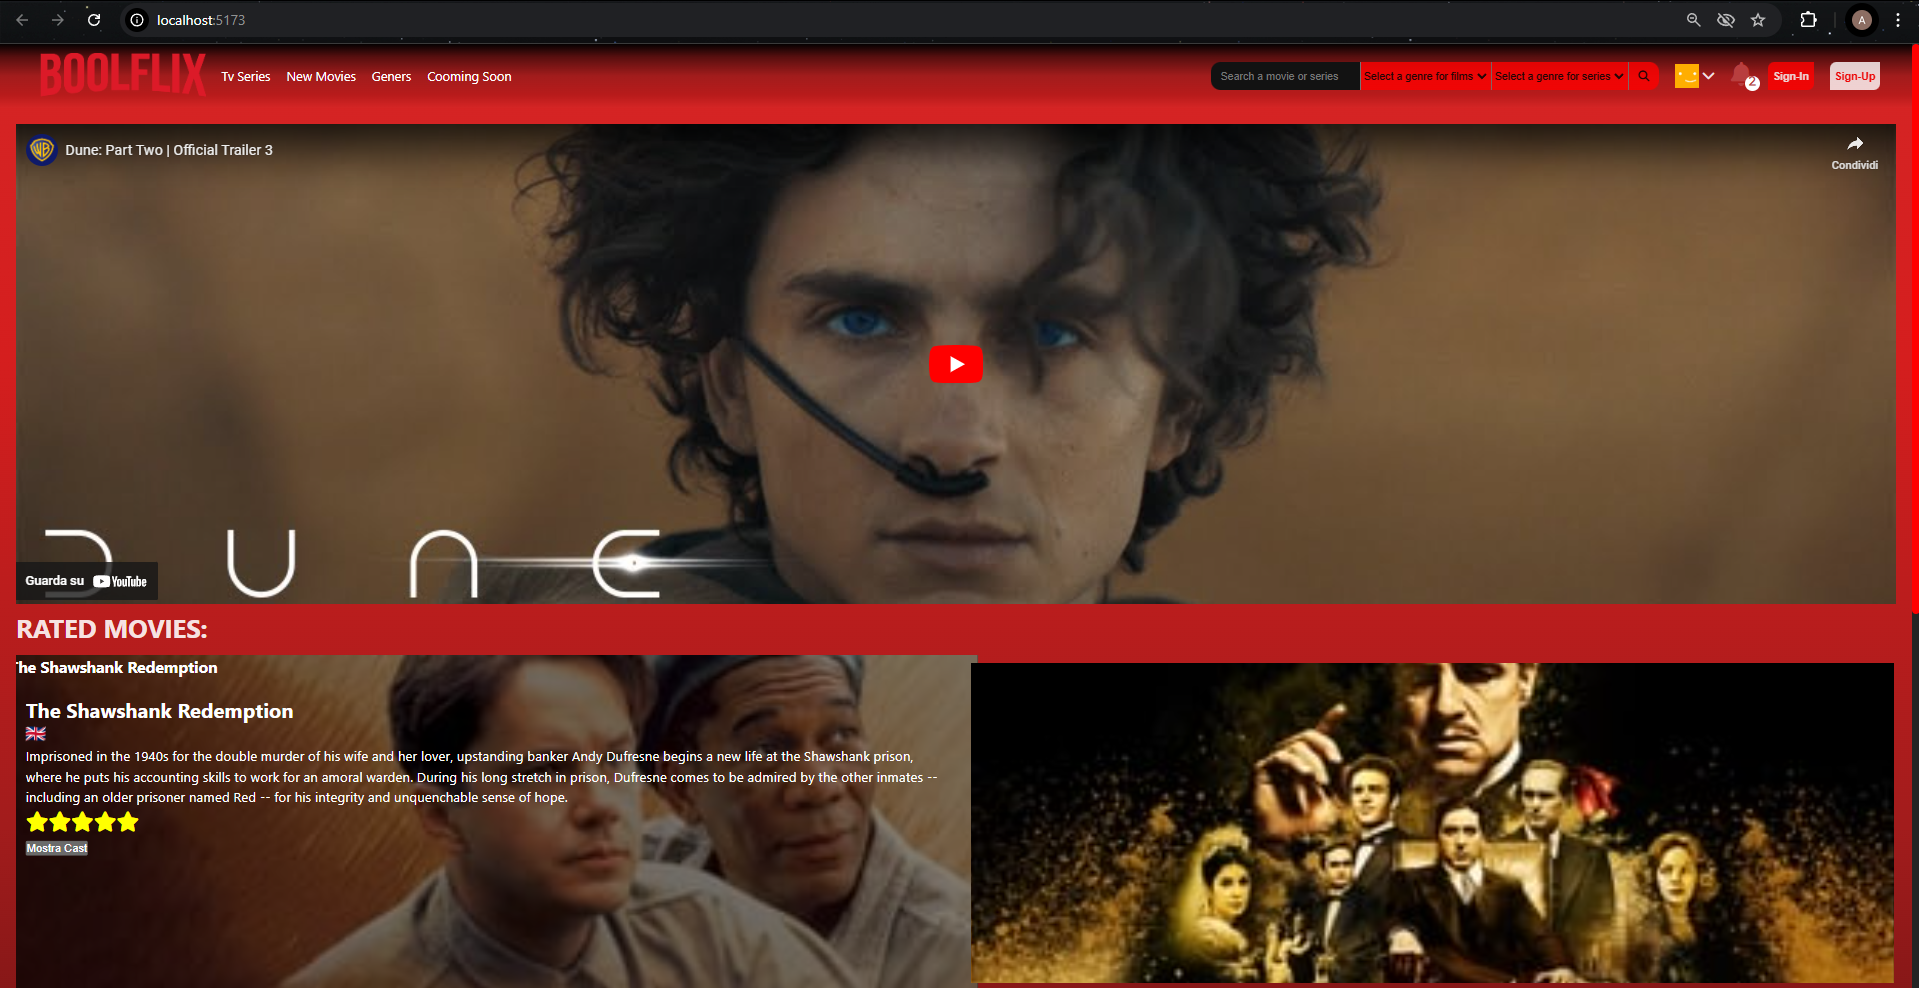 localhost:5173
A
BOOLFLIX
Tv Series
New Movies
Geners
Cooming Soon
Search a movie or series
Select a genre for films
Select a genre for series
2
Sign-In
Sign-Up
WB
Dune: Part Two | Official Trailer 3
Condividi
DUNE
Guarda su YouTube
RATED MOVIES:
The Shawshank Redemption
The Shawshank Redemption
Imprisoned in the 1940s for the double murder of his wife and her lover, upstanding banker Andy Dufresne begins a new life at the Shawshank prison,
where he puts his accounting skills to work for an amoral warden. During his long stretch in prison, Dufresne comes to be admired by the other inmates --
including an older prisoner named Red -- for his integrity and unquenchable sense of hope.
Mostra Cast